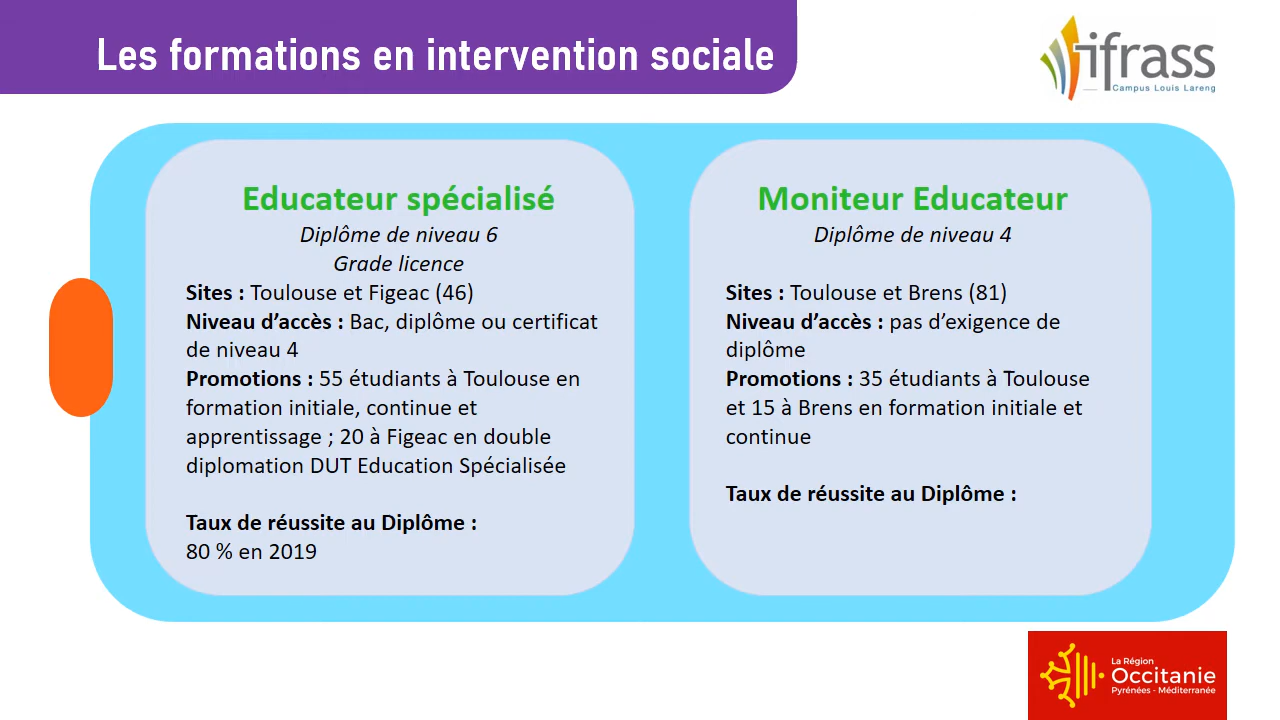 Les formations en intervention sociale
ifrass
Campus Louis Lareng
Educateur spécialisé
Diplôme de niveau 6
Grade licence
Sites : Toulouse et Figeac (46)
Niveau d’accès : Bac, diplôme ou certificat
de niveau 4
Promotions : 55 étudiants à Toulouse en
formation initiale, continue et
apprentissage ; 20 à Figeac en double
diplomation DUT Education Spécialisée
Taux de réussite au Diplôme :
80 % en 2019
Moniteur Educateur
Diplôme de niveau 4
Sites : Toulouse et Brens (81)
Niveau d’accès : pas d’exigence de
diplôme
Promotions : 35 étudiants à Toulouse
et 15 à Brens en formation initiale et
continue
Taux de réussite au Diplôme :
La Région
Occitanie
Pyrénées - Méditerranée